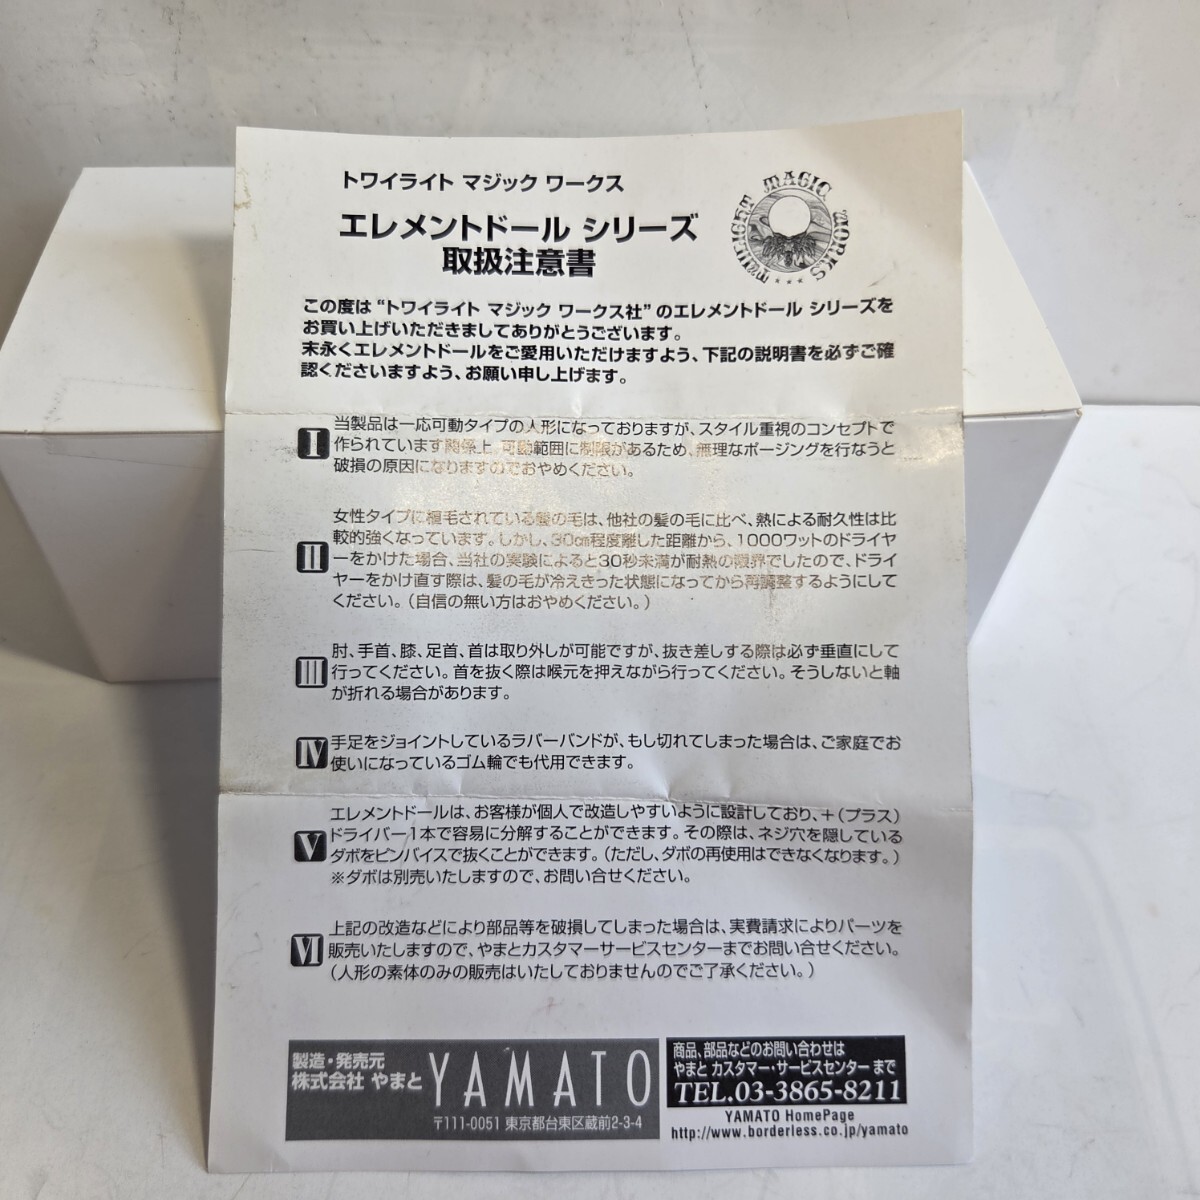 トワイライト マジック ワークス
エレメントドール シリーズ
取扱注意書
TWILIGHT MAGIC WORKS
この度は“トワイライト マジック ワークス社”のエレメントドール シリーズを
お買い上げいただきましてありがとうございます。
末永くエレメントドールをご愛用いただけますよう、下記の説明書を必ずご確
認くださいますよう、お願い申し上げます。
I
当製品は一応可動タイプの人形になっておりますが、スタイル重視のコンセプトで
作られています関係上、可動範囲に制限があるため、無理なポージングを行なうと
破損の原因になりますのでおやめください。
II
女性タイプに植毛されている髪の毛は、他社の髪の毛に比べ、熱による耐久性は比
較的強くなっています。しかし、30㎝程度離した距離から、1000ワットのドライヤ
ーをかけた場合、当社の実験によると30秒未満が耐熱の限界でしたので、ドライ
ヤーをかけ直す際は、髪の毛が冷えきった状態になってから再調整するようにして
ください。(自信の無い方はおやめください。)
III
肘、手首、膝、足首、首は取り外しが可能ですが、抜き差しする際は必ず垂直にして
行ってください。首を抜く際は喉元を押えながら行ってください。そうしないと軸
が折れる場合があります。
IV
手足をジョイントしているラバーバンドが、もし切れてしまった場合は、ご家庭でお
使いになっているゴム輪でも代用できます。
V
エレメントドールは、お客様が個人で改造しやすいように設計しており、+(プラス)
ドライバー1本で容易に分解することができます。その際は、ネジ穴を隠している
ダボをピンバイスで抜くことができます。(ただし、ダボの再使用はできなくなります。)
※ダボは別売いたしますので、お問い合せください。
VI
上記の改造などにより部品等を破損してしまった場合は、実費請求によりパーツを
販売いたしますので、やまとカスタマーサービスセンターまでお問い合せください。
(人形の素体のみの販売はいたしておりませんのでご了承ください。)
製造・発売元
株式会社 やまと
YAMATO
〒111-0051 東京都台東区蔵前2-3-4
商品、部品などのお問い合わせは
やまと カスタマー・サービスセンター まで
TEL.03-3865-8211
YAMATO HomePage
http://www.borderless.co.jp/yamato